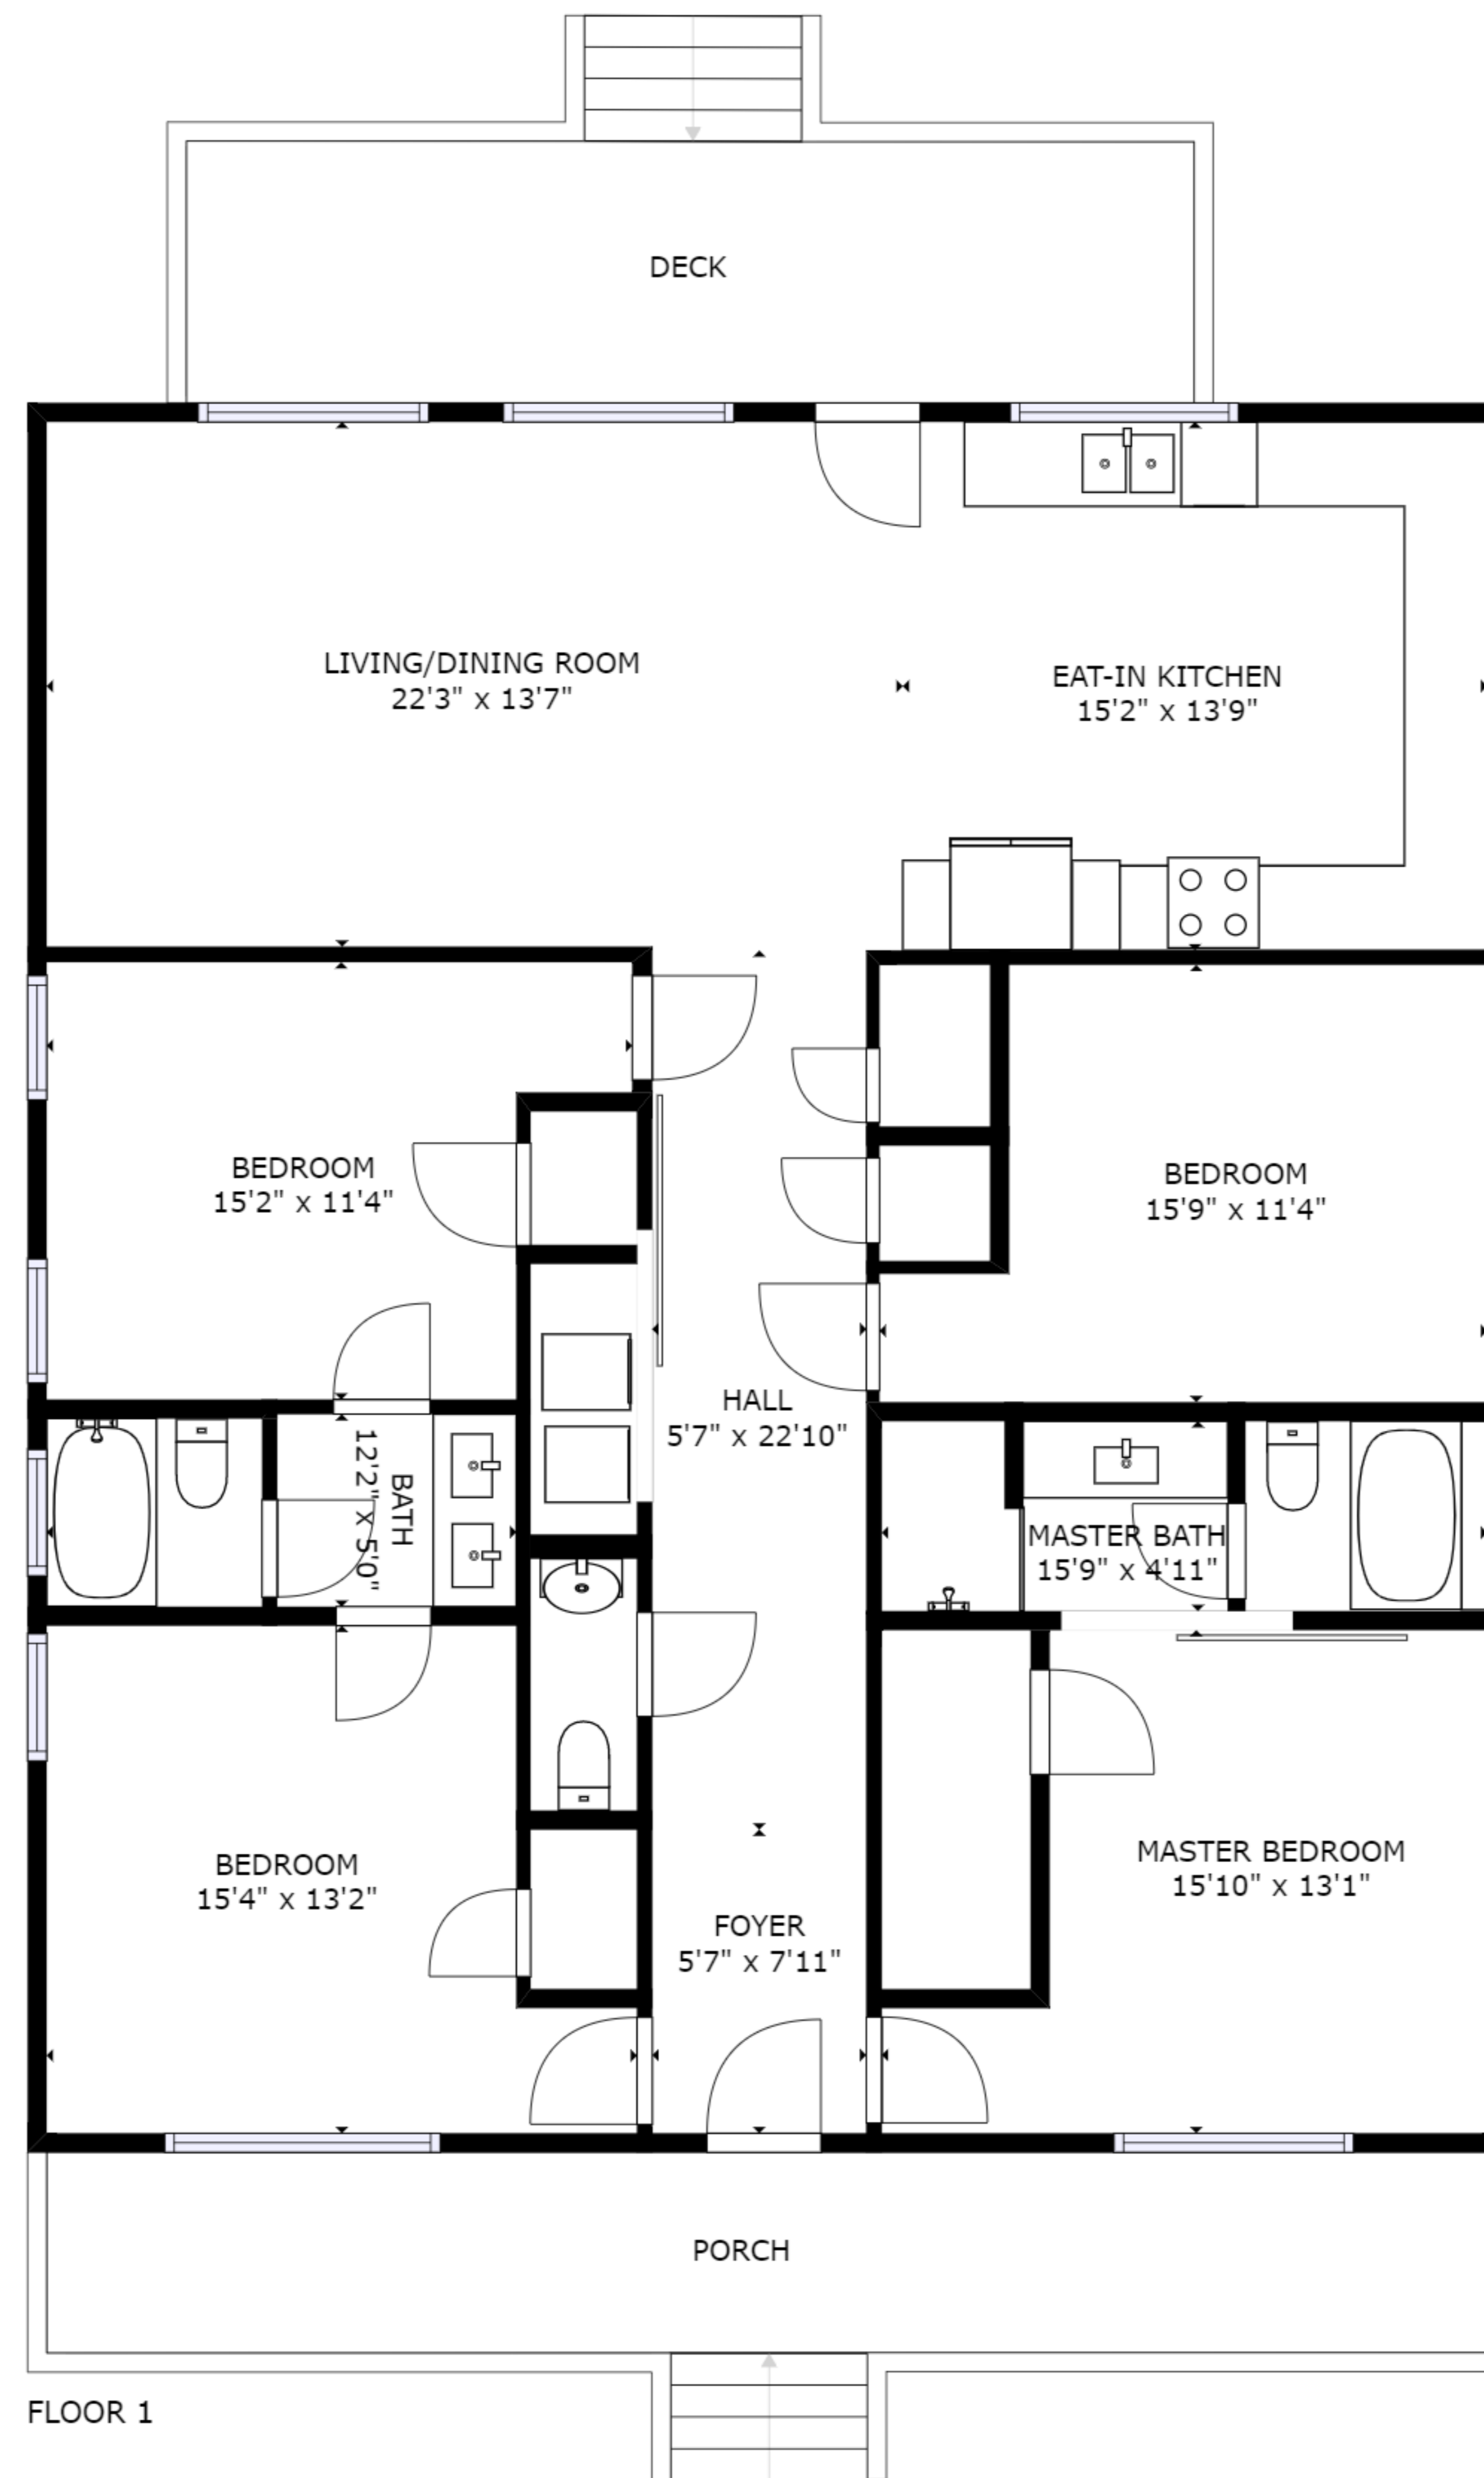 DECK
LIVING/DINING ROOM
22'3" x 13'7"
EAT-IN KITCHEN
15'2" x 13'9"
BEDROOM
15'2" x 11'4"
BEDROOM
15'9" x 11'4"
HALL
5'7" x 22'10"
BATH
12'2" x 5'0"
MASTER BATH
15'9" x 4'11"
BEDROOM
15'4" x 13'2"
MASTER BEDROOM
15'10" x 13'1"
FOYER
5'7" x 7'11"
PORCH
FLOOR 1